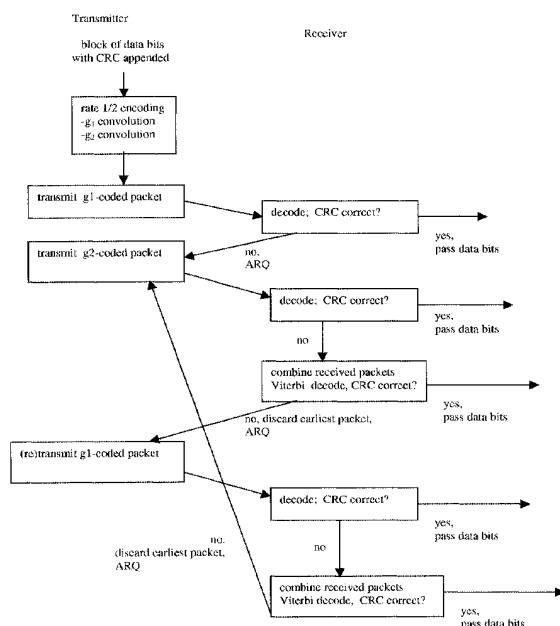 Transmitter
Receiver
block of data bits
with CRC appended
rate 1/2 encoding
-g1 convolution
-g2 convolution
transmit g1-coded packet
decode; CRC correct?
yes,
pass data bits
no,
ARQ
transmit g2-coded packet
decode; CRC correct?
yes,
pass data bits
no
combine received packets
Viterbi decode, CRC correct?
yes,
pass data bits
no, discard earliest packet,
ARQ
(re)transmit g1-coded packet
decode; CRC correct?
yes,
pass data bits
no
no,
discard earliest packet,
ARQ
combine received packets
Viterbi decode, CRC correct?
yes,
pass data bits